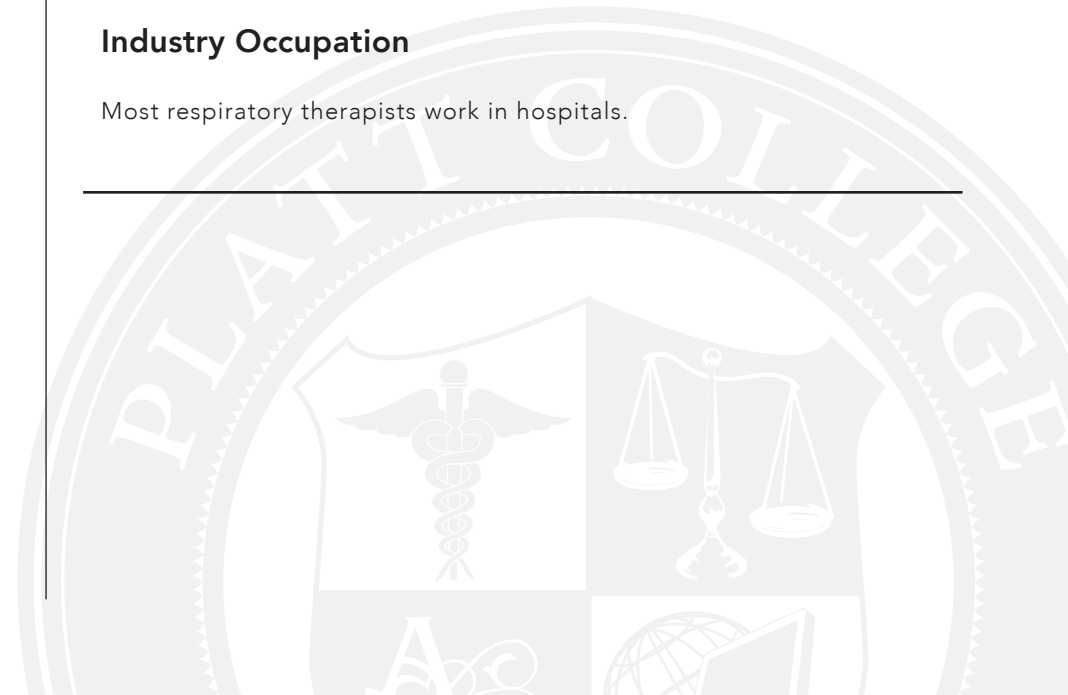 Industry Occupation
Most respiratory therapists work in hospitals.
PLATT COLLEGE